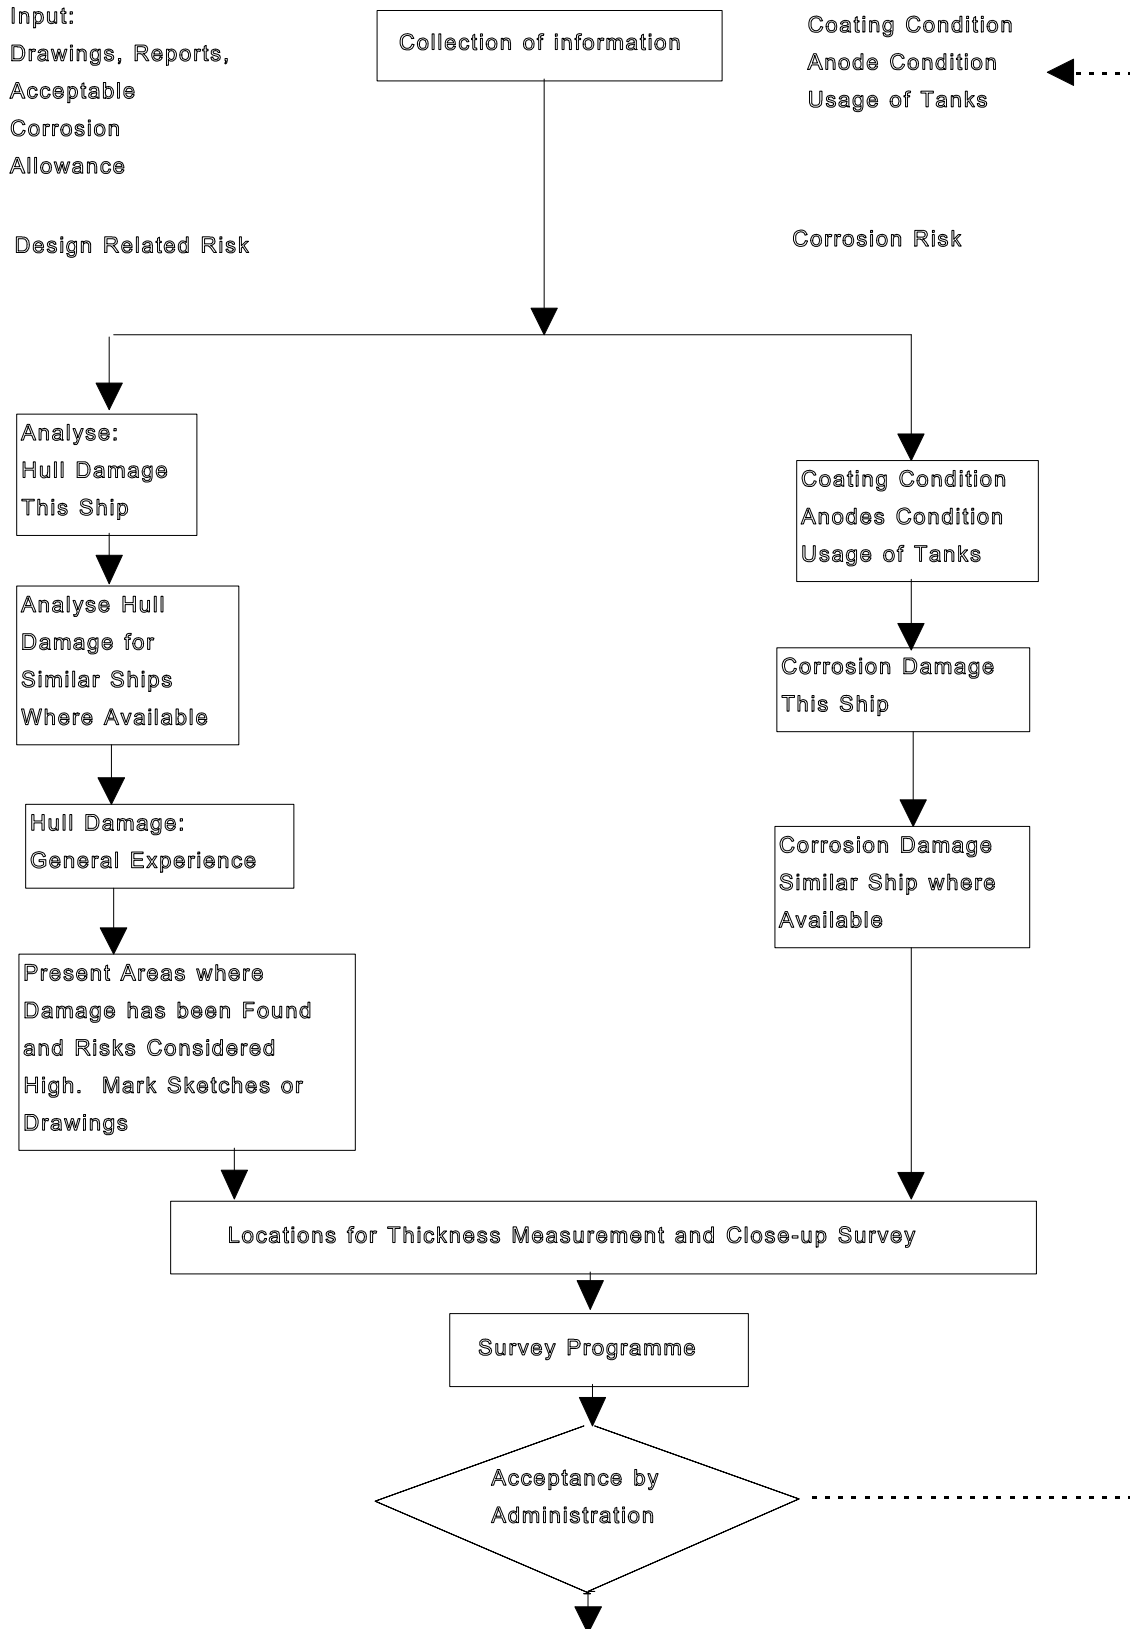 Input:
Drawings, Reports,
Acceptable
Corrosion
Allowance
Collection of information
Coating Condition
Anode Condition
Usage of Tanks
Design Related Risk
Corrosion Risk
Analyse:
Hull Damage
This Ship
Analyse Hull
Damage for
Similar Ships
Where Available
Hull Damage:
General Experience
Present Areas where
Damage has been Found
and Risks Considered
High.  Mark Sketches or
Drawings
Coating Condition
Anodes Condition
Usage of Tanks
Corrosion Damage
This Ship
Corrosion Damage
Similar Ship where
Available
Locations for Thickness Measurement and Close-up Survey
Survey Programme
Acceptance by
Administration